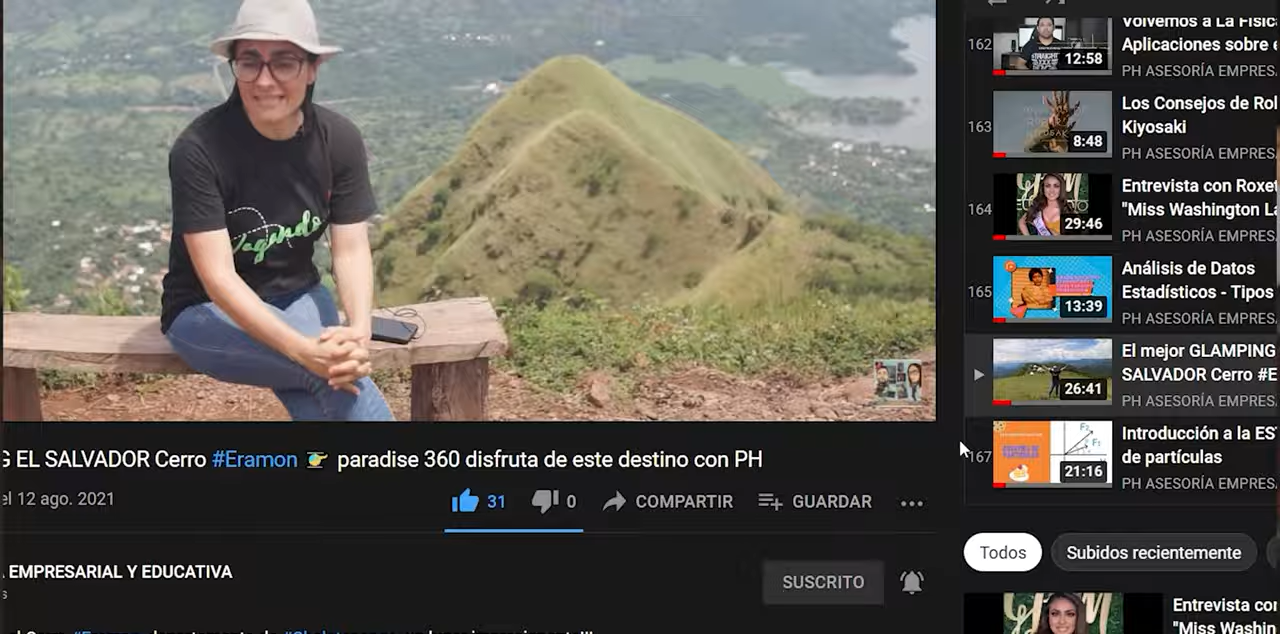 G EL SALVADOR Cerro #Eramon 👉 paradise 360 disfruta de este destino con PH
el 12 ago. 2021
31
0
COMPARTIR
GUARDAR
EMPRESARIAL Y EDUCATIVA
SUSCRITO
162
12:58
Volvemos a La Físic
Aplicaciones sobre e
PH ASESORÍA EMPRES
163
8:48
Los Consejos de Rol
Kiyosaki
PH ASESORÍA EMPRES
164
29:46
Entrevista con Roxet
"Miss Washington La
PH ASESORÍA EMPRES
165
13:39
Análisis de Datos
Estadísticos - Tipos
PH ASESORÍA EMPRES
26:41
El mejor GLAMPING
SALVADOR Cerro #E
PH ASESORÍA EMPRES
167
21:16
Introducción a la ES
de partículas
PH ASESORÍA EMPRES
Todos
Subidos recientemente
Entrevista con
"Miss Washin